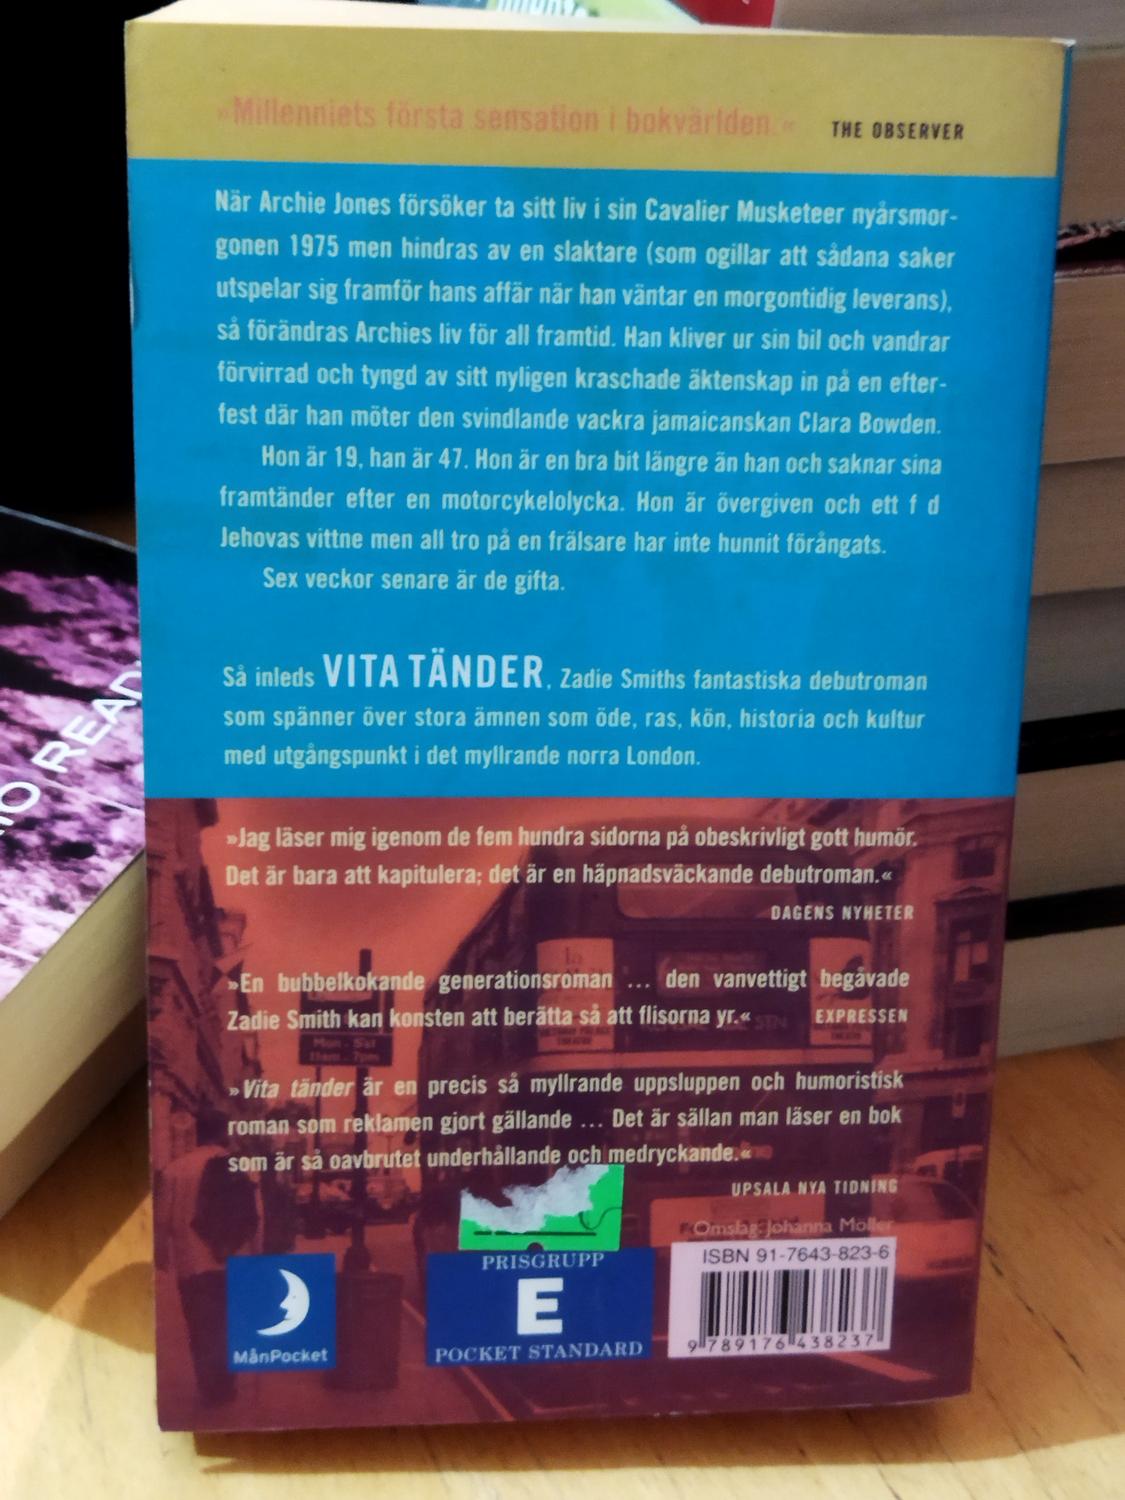 »Millenniets första sensation i bokvärlden.« THE OBSERVER
När Archie Jones försöker ta sitt liv i sin Cavalier Musketeer nyårsmor-
gonen 1975 men hindras av en slaktare (som ogillar att sådana saker
utspelar sig framför hans affär när han väntar en morgontidig leverans),
så förändras Archies liv för all framtid. Han kliver ur sin bil och vandrar
förvirrad och tyngd av sitt nyligen kraschade äktenskap in på en efter-
fest där han möter den svindlande vackra jamaicanskan Clara Bowden.
Hon är 19, han är 47. Hon är en bra bit längre än han och saknar sina
framtänder efter en motorcykelolycka. Hon är övergiven och ett f d
Jehovas vittne men all tro på en frälsare har inte hunnit förångats.
Sex veckor senare är de gifta.
Så inleds VITA TÄNDER, Zadie Smiths fantastiska debutroman
som spänner över stora ämnen som öde, ras, kön, historia och kultur
med utgångspunkt i det myllrande norra London.
»Jag läser mig igenom de fem hundra sidorna på obeskrivligt gott humör.
Det är bara att kapitulera; det är en häpnadsväckande debutroman.«
DAGENS NYHETER
»En bubbelkokande generationsroman ... den vanvettigt begåvade
Zadie Smith kan konsten att berätta så att flisorna yr.« EXPRESSEN
Mon - Sat
11am - 7pm
»Vita tänder är en precis så myllrande uppsluppen och humoristisk
roman som reklamen gjort gällande ... Det är sällan man läser en bok
som är så oavbrutet underhållande och medryckande.«
UPSALA NYA TIDNING
Omslag: Johanna Möller
ISBN 91-7643-823-6
9 789176 438237
PRISGRUPP
E
POCKET STANDARD
MånPocket
READ